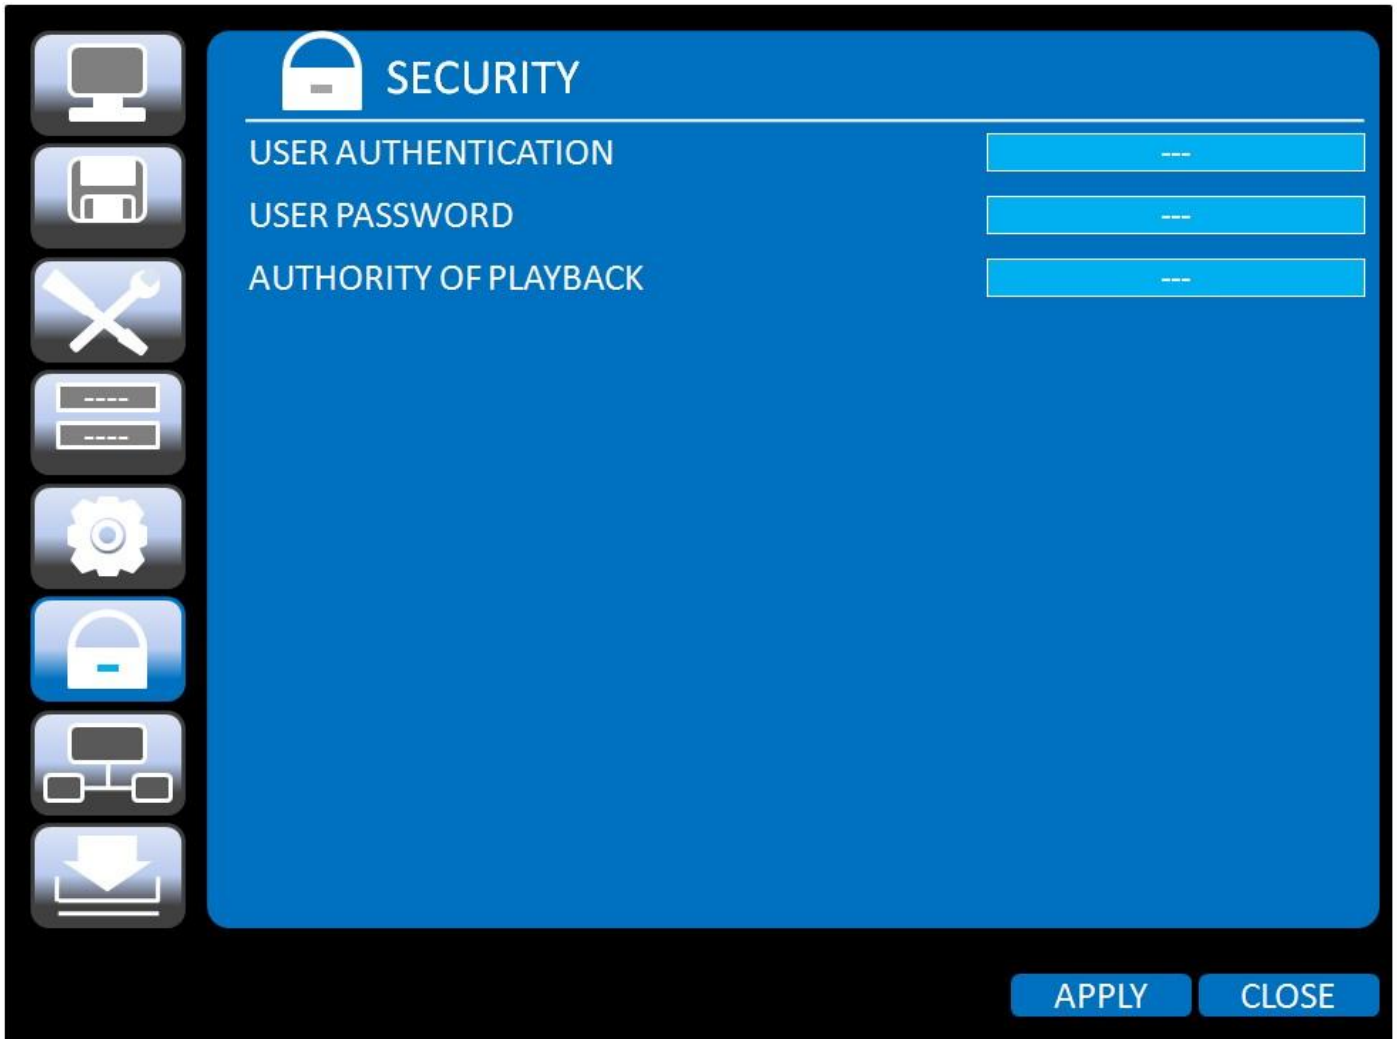 SECURITY
USER AUTHENTICATION ---
USER PASSWORD ---
AUTHORITY OF PLAYBACK ---
----
----
APPLY CLOSE